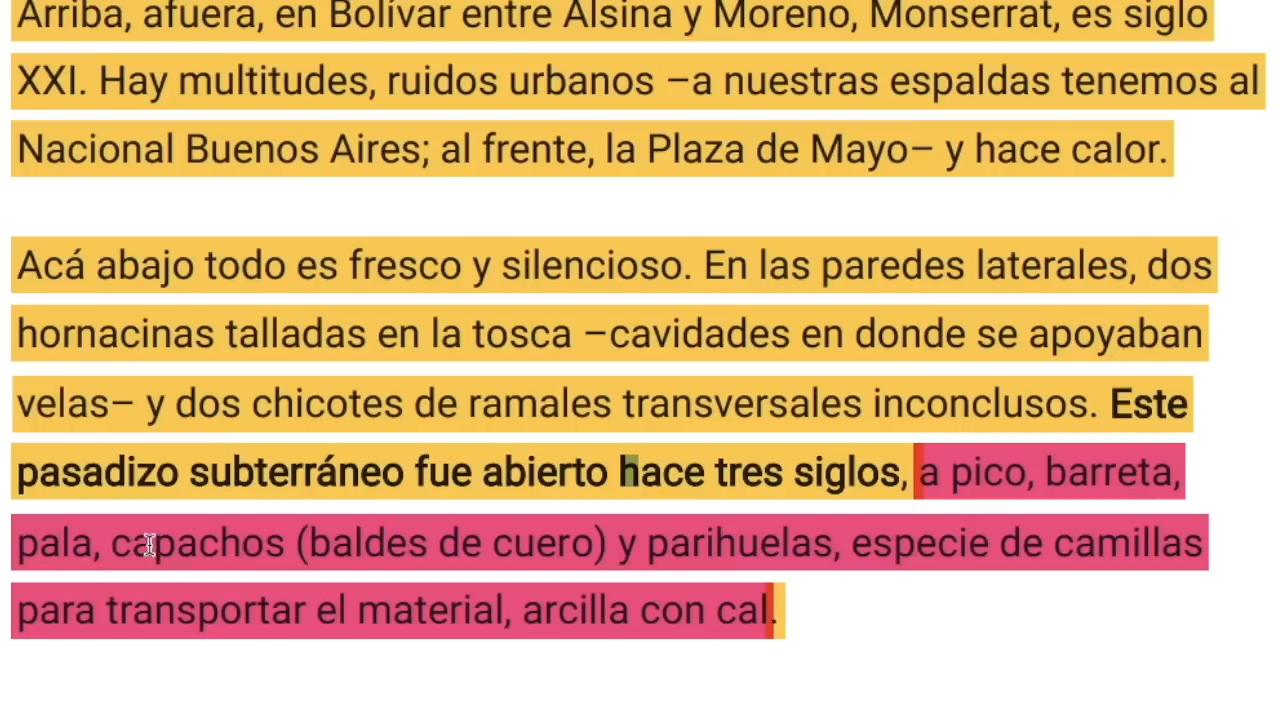 Arriba, afuera, en Bolívar entre Alsina y Moreno, Monserrat, es siglo
XXI. Hay multitudes, ruidos urbanos –a nuestras espaldas tenemos al
Nacional Buenos Aires; al frente, la Plaza de Mayo– y hace calor.
Acá abajo todo es fresco y silencioso. En las paredes laterales, dos
hornacinas talladas en la tosca –cavidades en donde se apoyaban
velas– y dos chicotes de ramales transversales inconclusos. Este
pasadizo subterráneo fue abierto hace tres siglos, a pico, barreta,
pala, capachos (baldes de cuero) y parihuelas, especie de camillas
para transportar el material, arcilla con cal.